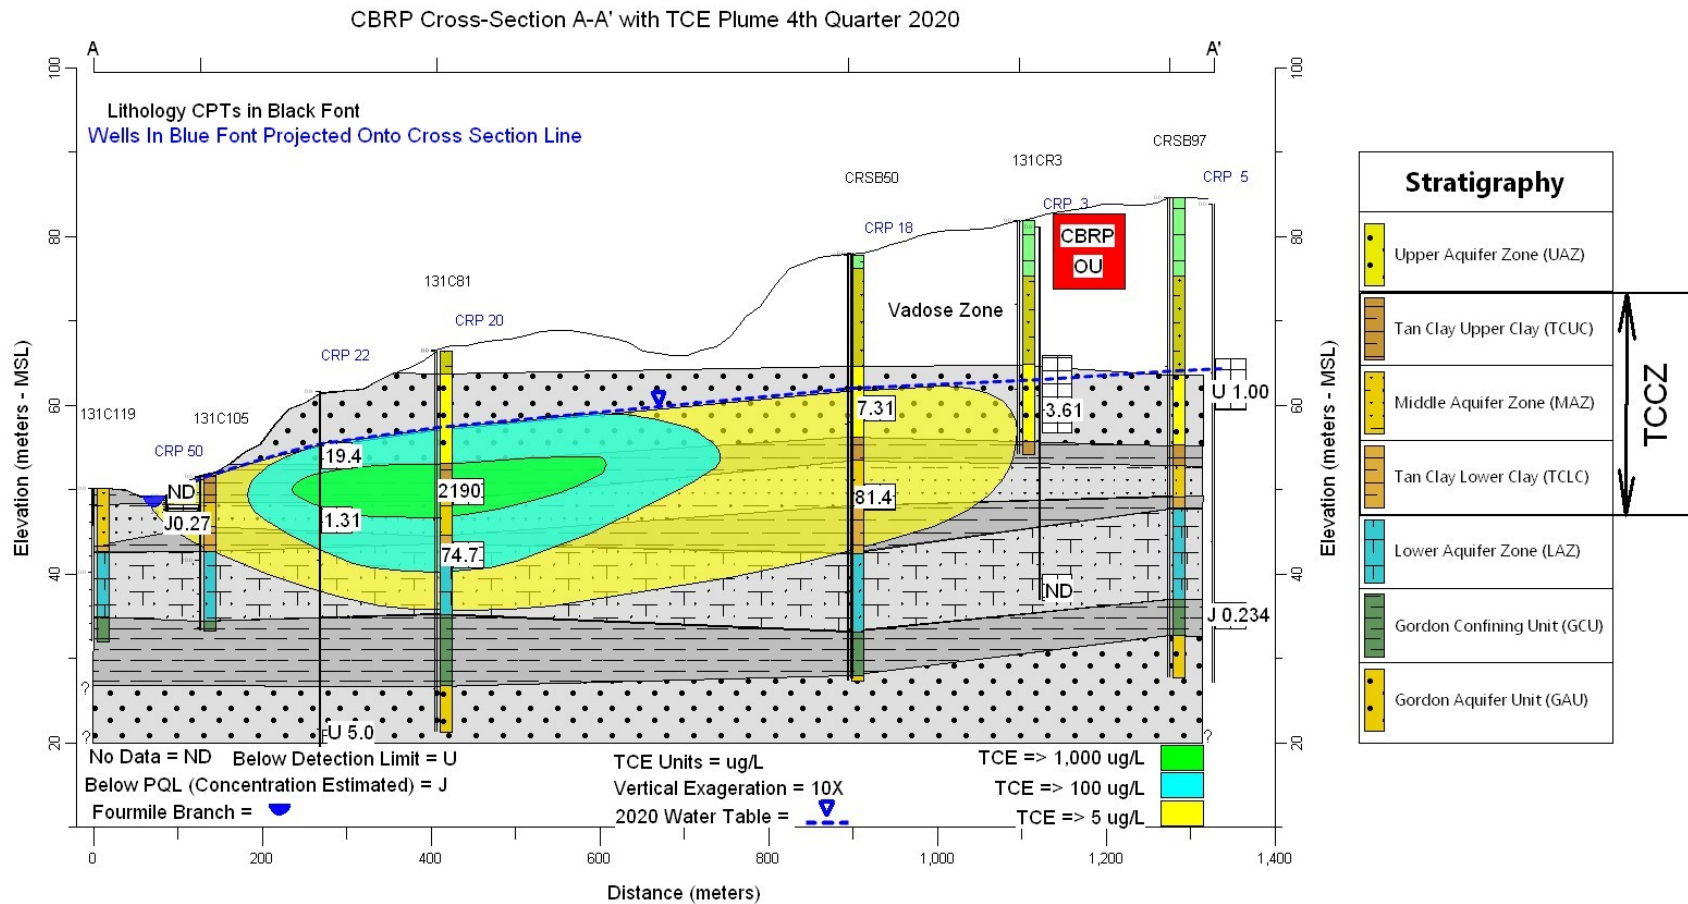 CBRP Cross-Section A-A' with TCE Plume 4th Quarter 2020
A
A'
100
100
Lithology CPTs in Black Font
Wells In Blue Font Projected Onto Cross Section Line
CRSB97
131CR3
CRSB50
CRP 5
CRP 3
CRP 18
80
80
CBRP
OU
131C81
Vadose Zone
CRP 20
CRP 22
U 1.00
60
60
131C119
131C105
7.31
3.61
CRP 50
19.4
ND
2190
81.4
J0.27
1.31
74.7
40
40
ND
J 0.234
?
U 5.0
?
?
20
20
Elevation (meters - MSL)
Elevation (meters - MSL)
No Data = ND
Below Detection Limit = U
TCE Units = ug/L
TCE => 1,000 ug/L
Below PQL (Concentration Estimated) = J
Vertical Exageration = 10X
TCE => 100 ug/L
Fourmile Branch =
2020 Water Table =
TCE => 5 ug/L
0
200
400
600
800
1,000
1,200
1,400
Distance (meters)
Stratigraphy
Upper Aquifer Zone (UAZ)
Tan Clay Upper Clay (TCUC)
Middle Aquifer Zone (MAZ)
Tan Clay Lower Clay (TCLC)
TCCZ
Lower Aquifer Zone (LAZ)
Gordon Confining Unit (GCU)
Gordon Aquifer Unit (GAU)